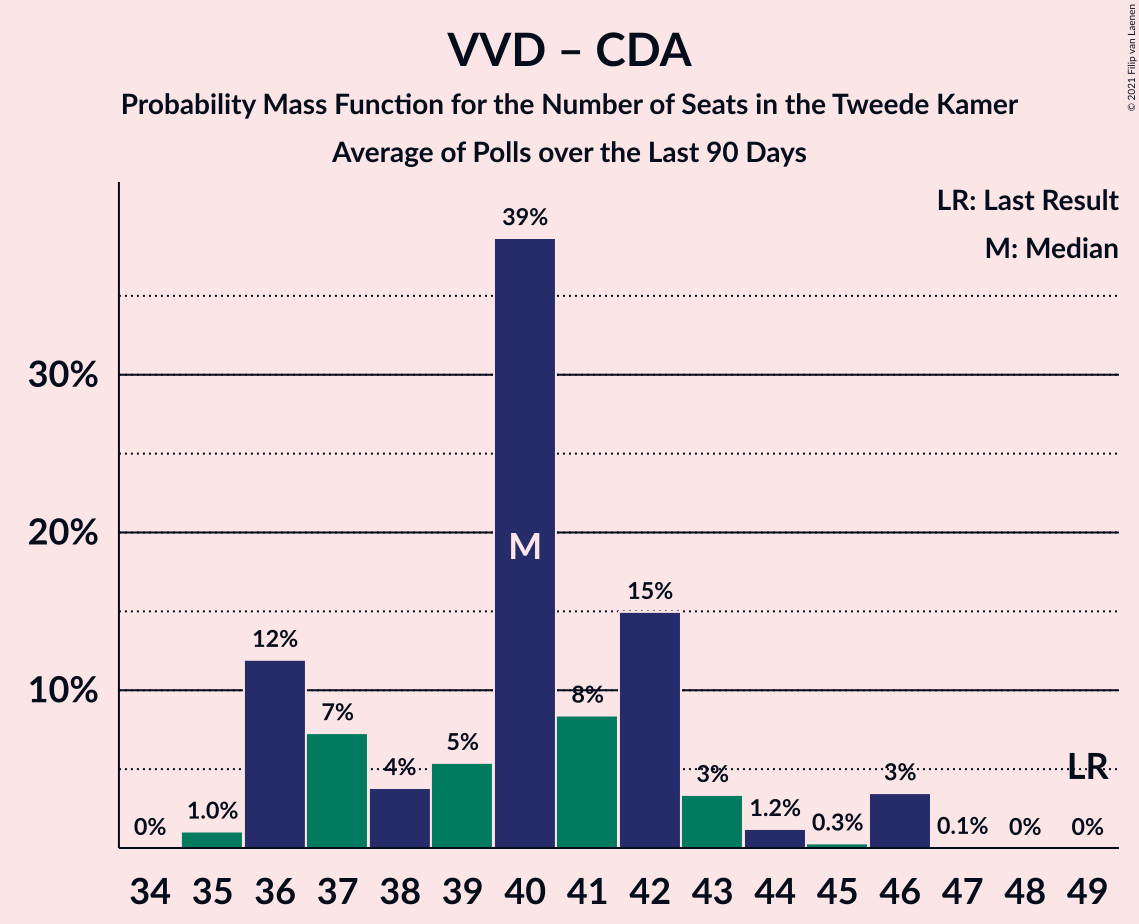 VVD – CDA
Probability Mass Function for the Number of Seats in the Tweede Kamer
Average of Polls over the Last 90 Days
© 2021 Filip van Laenen
LR: Last Result
M: Median
30%
20%
10%
0%
1.0%
12%
7%
4%
5%
39%
M
8%
15%
3%
1.2%
0.3%
3%
0.1%
0%
0%
LR
34 35 36 37 38 39 40 41 42 43 44 45 46 47 48 49